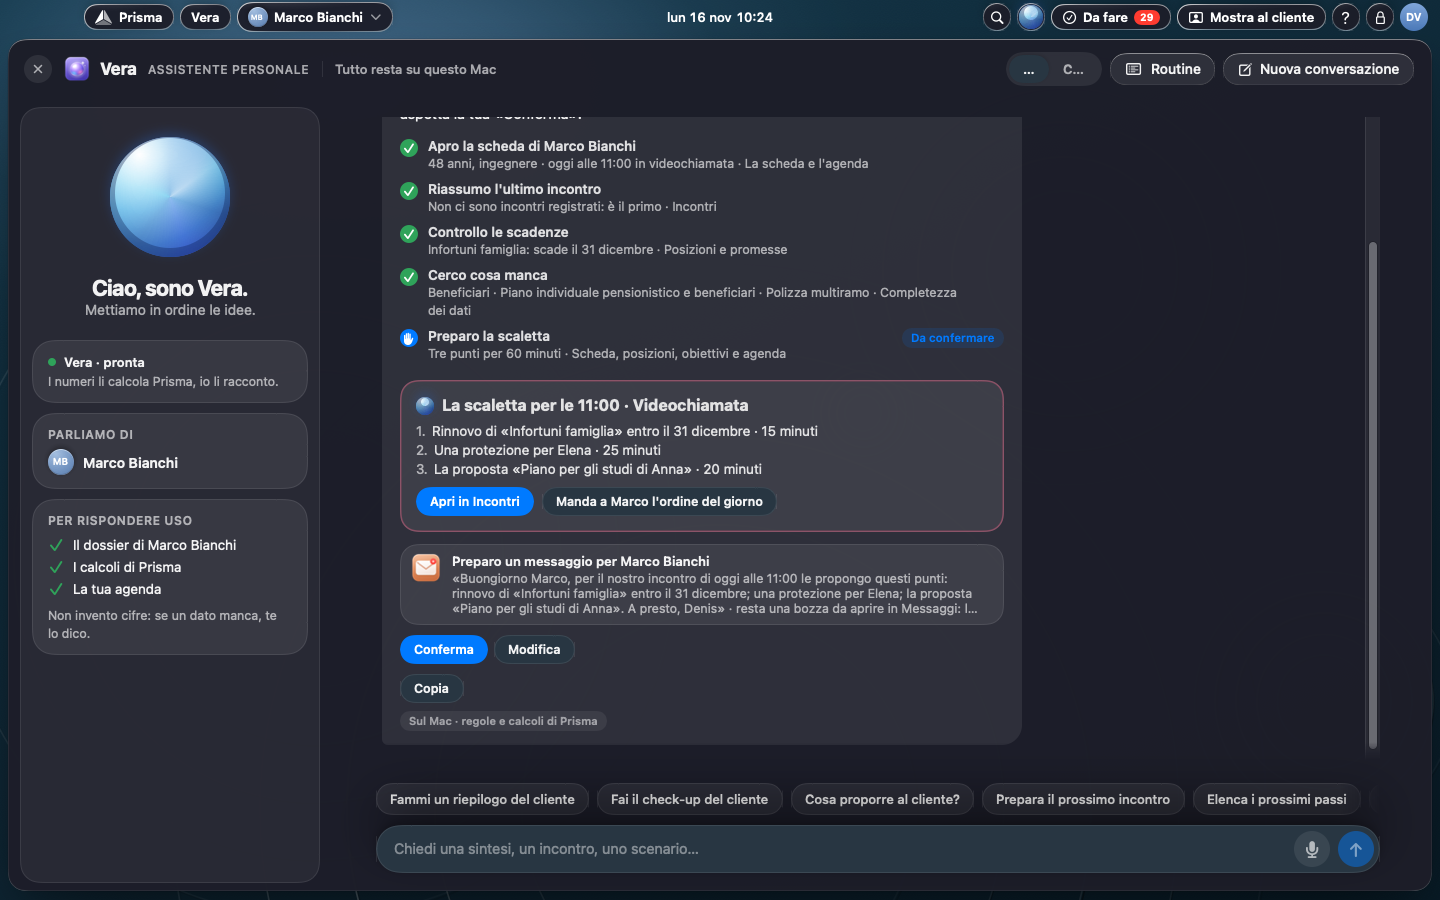 Prisma
Vera
MB Marco Bianchi
lun 16 nov 10:24
Da fare 29
Mostra al cliente
?
DV
Vera ASSISTENTE PERSONALE
Tutto resta su questo Mac
...
C...
Routine
Nuova conversazione
Ciao, sono Vera.
Mettiamo in ordine le idee.
Vera · pronta
I numeri li calcola Prisma, io li racconto.
PARLIAMO DI
MB Marco Bianchi
PER RISPONDERE USO
Il dossier di Marco Bianchi
I calcoli di Prisma
La tua agenda
Non invento cifre: se un dato manca, te
lo dico.
aspetta la tua «Conferma».
Apro la scheda di Marco Bianchi
48 anni, ingegnere · oggi alle 11:00 in videochiamata · La scheda e l'agenda
Riassumo l'ultimo incontro
Non ci sono incontri registrati: è il primo · Incontri
Controllo le scadenze
Infortuni famiglia: scade il 31 dicembre · Posizioni e promesse
Cerco cosa manca
Beneficiari · Piano individuale pensionistico e beneficiari · Polizza multiramo · Completezza
dei dati
Preparo la scaletta
Da confermare
Tre punti per 60 minuti · Scheda, posizioni, obiettivi e agenda
La scaletta per le 11:00 · Videochiamata
1. Rinnovo di «Infortuni famiglia» entro il 31 dicembre · 15 minuti
2. Una protezione per Elena · 25 minuti
3. La proposta «Piano per gli studi di Anna» · 20 minuti
Apri in Incontri
Manda a Marco l'ordine del giorno
Preparo un messaggio per Marco Bianchi
«Buongiorno Marco, per il nostro incontro di oggi alle 11:00 le propongo questi punti:
rinnovo di «Infortuni famiglia» entro il 31 dicembre; una protezione per Elena; la proposta
«Piano per gli studi di Anna». A presto, Denis» · resta una bozza da aprire in Messaggi: l...
Conferma
Modifica
Copia
Sul Mac · regole e calcoli di Prisma
Fammi un riepilogo del cliente
Fai il check-up del cliente
Cosa proporre al cliente?
Prepara il prossimo incontro
Elenca i prossimi passi
Chiedi una sintesi, un incontro, uno scenario...